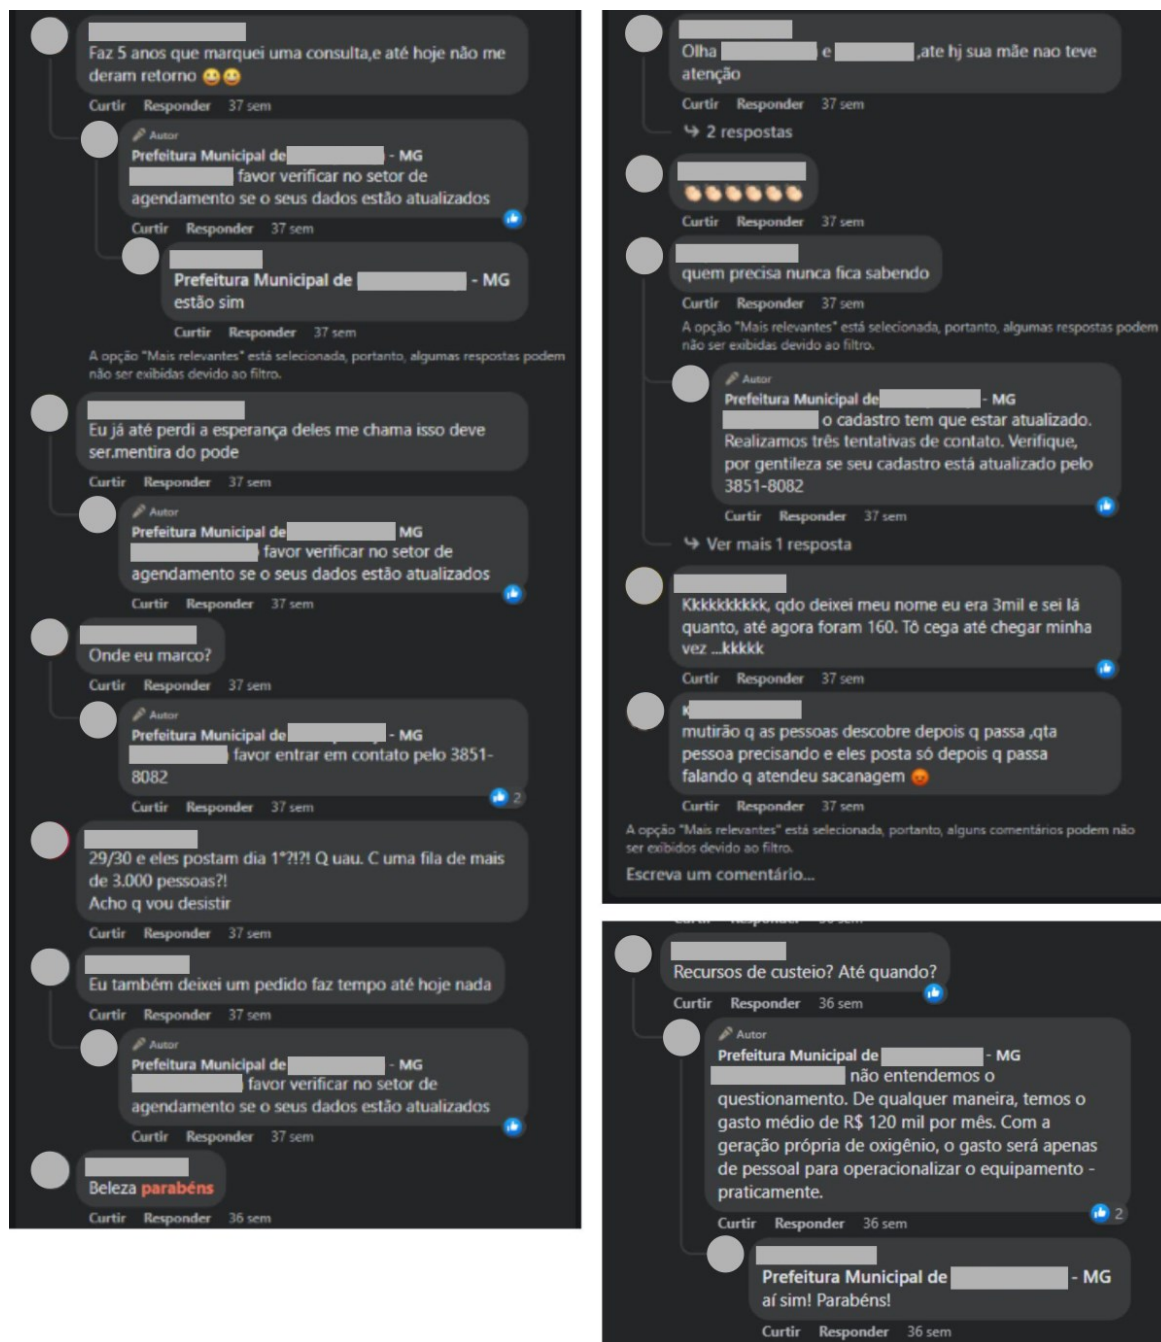 Faz 5 anos que marquei uma consulta,e até hoje não me
deram retorno 😄😄
Curtir Responder 37 sem
Autor
Prefeitura Municipal de - MG
favor verificar no setor de
agendamento se o seus dados estão atualizados
Curtir Responder 37 sem
Prefeitura Municipal de - MG
estão sim
Curtir Responder 37 sem
A opção "Mais relevantes" está selecionada, portanto, algumas respostas podem
não ser exibidas devido ao filtro.
Eu já até perdi a esperança deles me chama isso deve
ser.mentira do pode
Curtir Responder 37 sem
Autor
Prefeitura Municipal de MG
favor verificar no setor de
agendamento se o seus dados estão atualizados
Curtir Responder 37 sem
Onde eu marco?
Curtir Responder 37 sem
Autor
Prefeitura Municipal de - MG
favor entrar em contato pelo 3851-
8082
2
Curtir Responder 37 sem
29/30 e eles postam dia 1°?!?! Q uau. C uma fila de mais
de 3.000 pessoas?!
Acho q vou desistir
Curtir Responder 37 sem
Eu também deixei um pedido faz tempo até hoje nada
Curtir Responder 37 sem
Autor
Prefeitura Municipal de - MG
favor verificar no setor de
agendamento se o seus dados estão atualizados
Curtir Responder 37 sem
Beleza parabéns
Curtir Responder 36 sem
Olha e ,ate hj sua mãe nao teve
atenção
Curtir Responder 37 sem
2 respostas
👏🏻👏🏻👏🏻👏🏻👏🏻👏🏻
Curtir Responder 37 sem
quem precisa nunca fica sabendo
Curtir Responder 37 sem
A opção "Mais relevantes" está selecionada, portanto, algumas respostas podem
não ser exibidas devido ao filtro.
Autor
Prefeitura Municipal de - MG
o cadastro tem que estar atualizado.
Realizamos três tentativas de contato. Verifique,
por gentileza se seu cadastro está atualizado pelo
3851-8082
Curtir Responder 37 sem
Ver mais 1 resposta
Kkkkkkkkkk, qdo deixei meu nome eu era 3mil e sei lá
quanto, até agora foram 160. Tô cega até chegar minha
vez ...kkkkk
Curtir Responder 37 sem
mutirão q as pessoas descobre depois q passa ,qta
pessoa precisando e eles posta só depois q passa
falando q atendeu sacanagem 😡
Curtir Responder 37 sem
A opção "Mais relevantes" está selecionada, portanto, alguns comentários podem não
ser exibidos devido ao filtro.
Escreva um comentário...
Recursos de custeio? Até quando?
Curtir Responder 36 sem
Autor
Prefeitura Municipal de - MG
não entendemos o
questionamento. De qualquer maneira, temos o
gasto médio de R$ 120 mil por mês. Com a
geração própria de oxigênio, o gasto será apenas
de pessoal para operacionalizar o equipamento -
praticamente.
2
Curtir Responder 36 sem
Prefeitura Municipal de - MG
aí sim! Parabéns!
Curtir Responder 36 sem